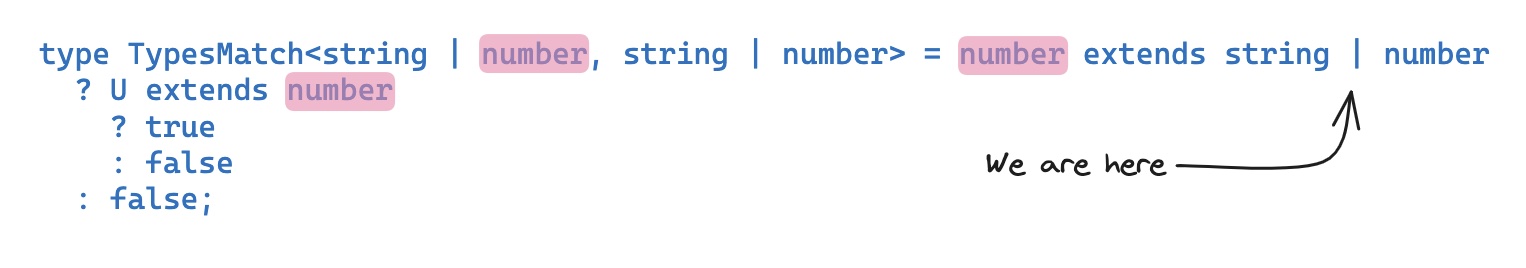 type TypesMatch<string | number, string | number> = number extends string | number
? U extends number
? true
: false
We are here
: false;